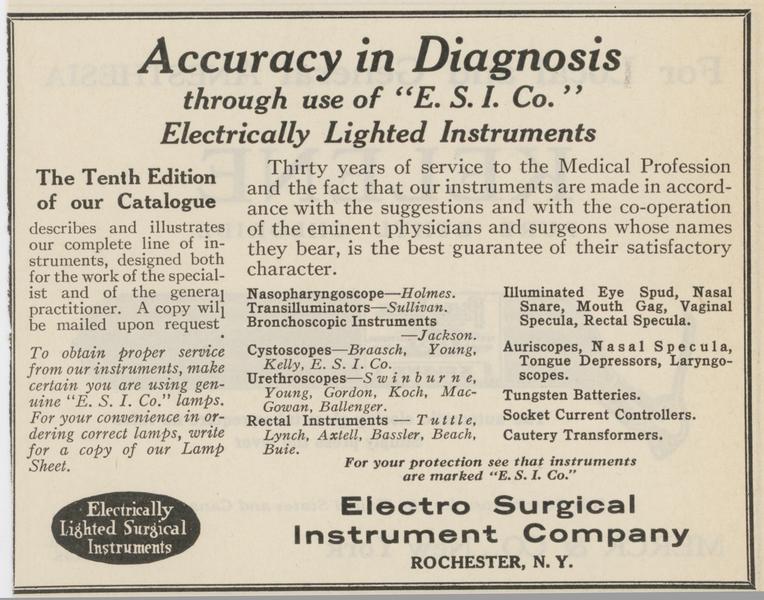 Accuracy in Diagnosis
through use of "E. S. I. Co."
Electrically Lighted Instruments
The Tenth Edition
of our Catalogue
describes and illustrates
our complete line of in-
struments, designed both
for the work of the special-
ist and of the general
practitioner. A copy will
be mailed upon request.
To obtain proper service
from our instruments, make
certain you are using gen-
uine "E. S. I. Co." lamps.
For your convenience in or-
dering correct lamps, write
for a copy of our Lamp
Sheet.
Electrically
Lighted Surgical
Instruments
Thirty years of service to the Medical Profession
and the fact that our instruments are made in accord-
ance with the suggestions and with the co-operation
of the eminent physicians and surgeons whose names
they bear, is the best guarantee of their satisfactory
character.
Nasopharyngoscope—Holmes.
Transilluminators—Sullivan.
Bronchoscopic Instruments
—Jackson.
Cystoscopes—Braasch, Young,
Kelly, E. S. I. Co.
Urethroscopes—Swinburne,
Young, Gordon, Koch, Mac-
Gowan, Ballenger.
Rectal Instruments — Tuttle,
Lynch, Axtell, Bassler, Beach,
Buie.
Illuminated Eye Spud, Nasal
Snare, Mouth Gag, Vaginal
Specula, Rectal Specula.
Auriscopes, Nasal Specula,
Tongue Depressors, Laryngo-
scopes.
Tungsten Batteries.
Socket Current Controllers.
Cautery Transformers.
For your protection see that instruments
are marked "E. S. I. Co."
Electro Surgical
Instrument Company
ROCHESTER, N. Y.